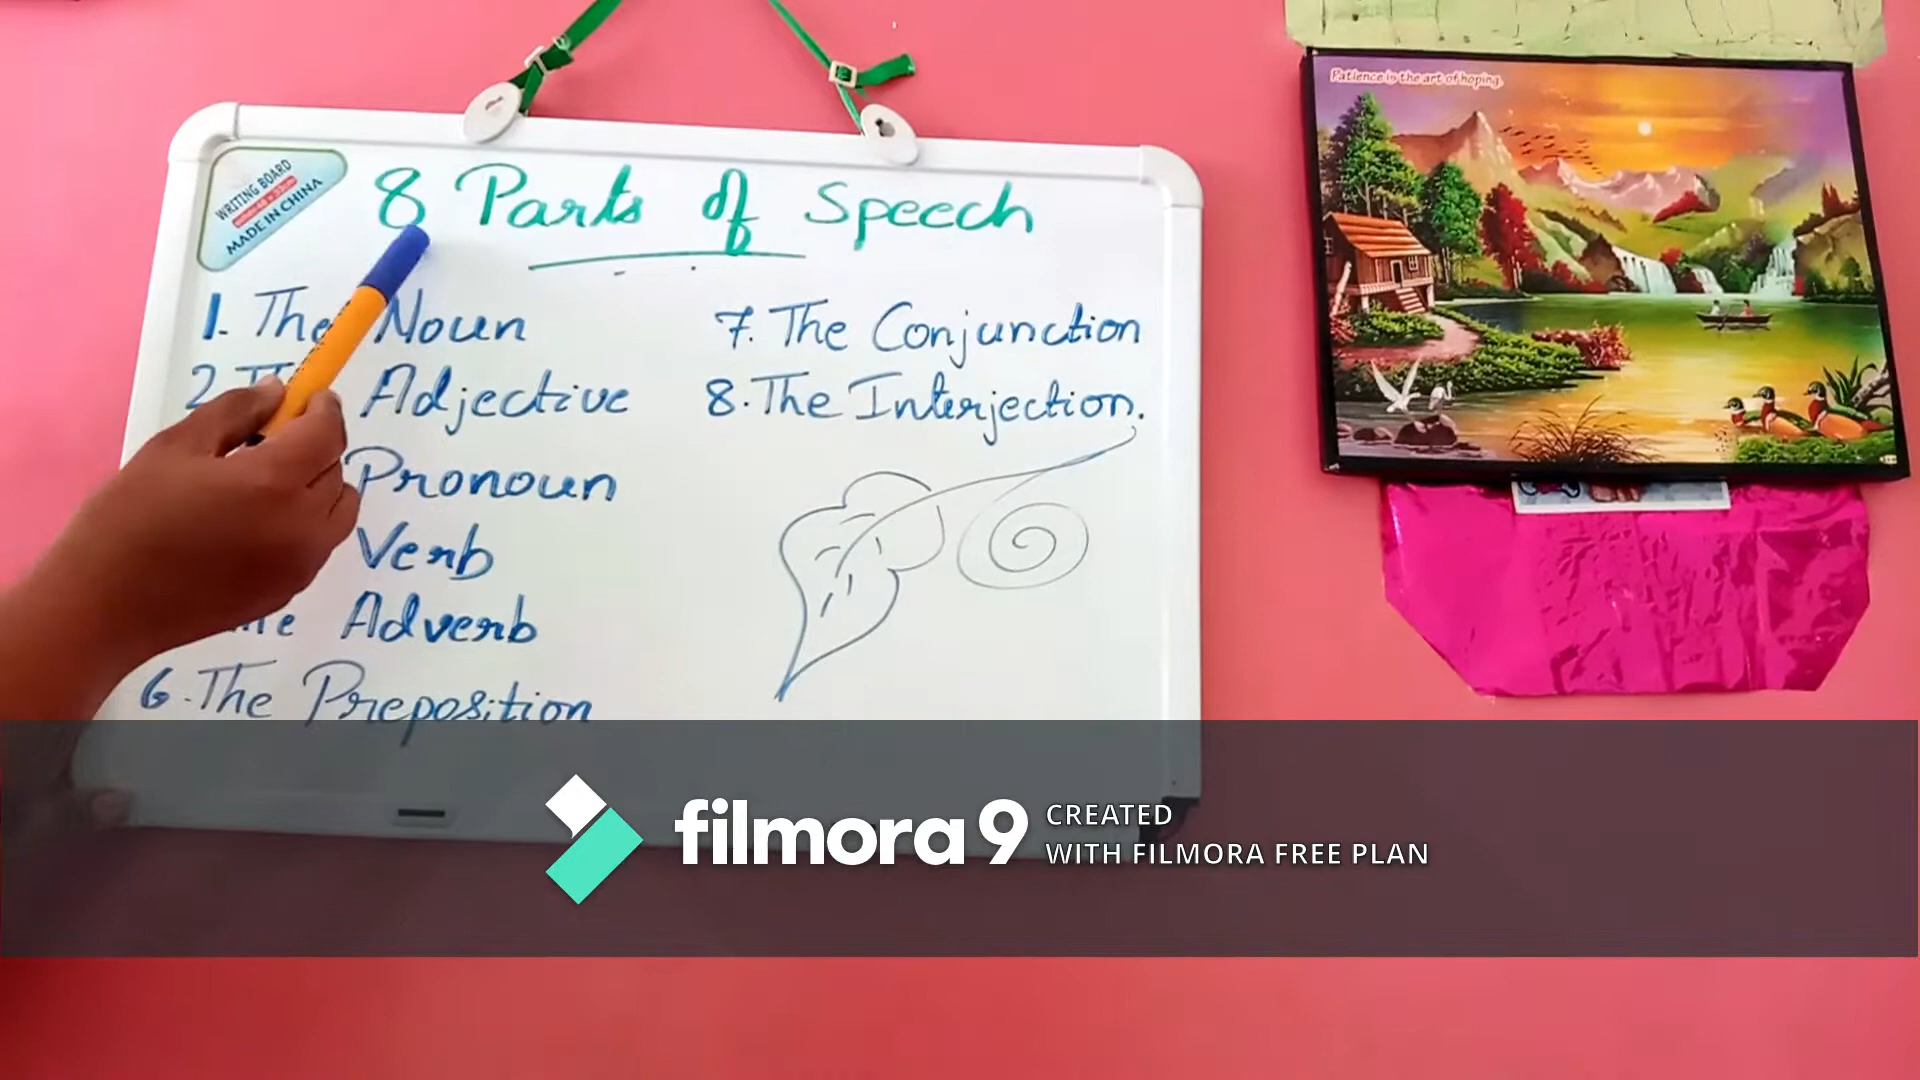 Patience is the art of hoping.
WRITING BOARD
MADE IN CHINA
8 Parts of Speech
1. The Noun
2 Adjective
Pronoun
Verb
Adverb
6. The Preposition
7. The Conjunction
8. The Interjection.
filmora 9
CREATED
WITH FILMORA FREE PLAN